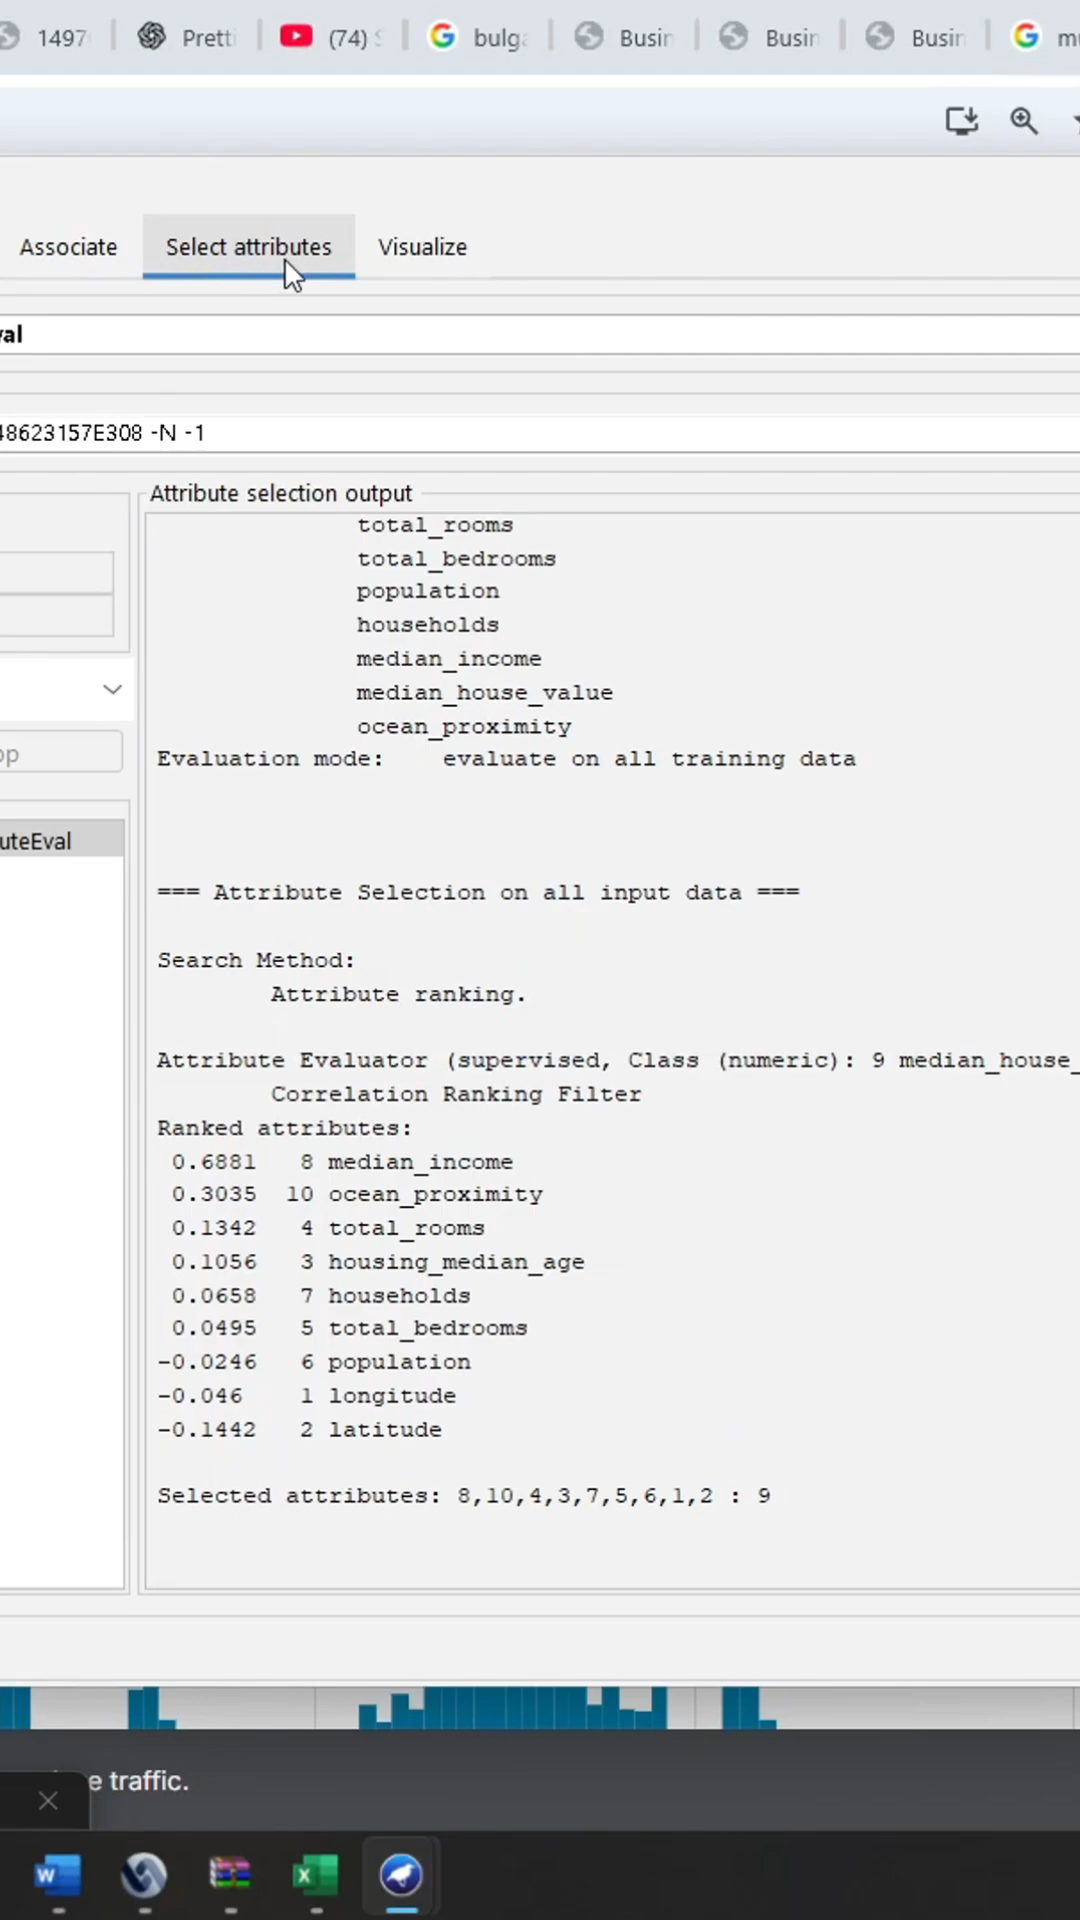 1497
Pretti
(74) S
bulga
Busin
Busin
Busin
mu
Associate
Select attributes
Visualize
val
48623157E308 -N -1
Attribute selection output
total_rooms
total_bedrooms
population
households
median_income
median_house_value
ocean_proximity
Evaluation mode: evaluate on all training data
op
uteEval
=== Attribute Selection on all input data ===
Search Method:
Attribute ranking.
Attribute Evaluator (supervised, Class (numeric): 9 median_house_
Correlation Ranking Filter
Ranked attributes:
0.6881 8 median_income
0.3035 10 ocean_proximity
0.1342 4 total_rooms
0.1056 3 housing_median_age
0.0658 7 households
0.0495 5 total_bedrooms
-0.0246 6 population
-0.046 1 longitude
-0.1442 2 latitude
Selected attributes: 8,10,4,3,7,5,6,1,2 : 9
e traffic.
W
X